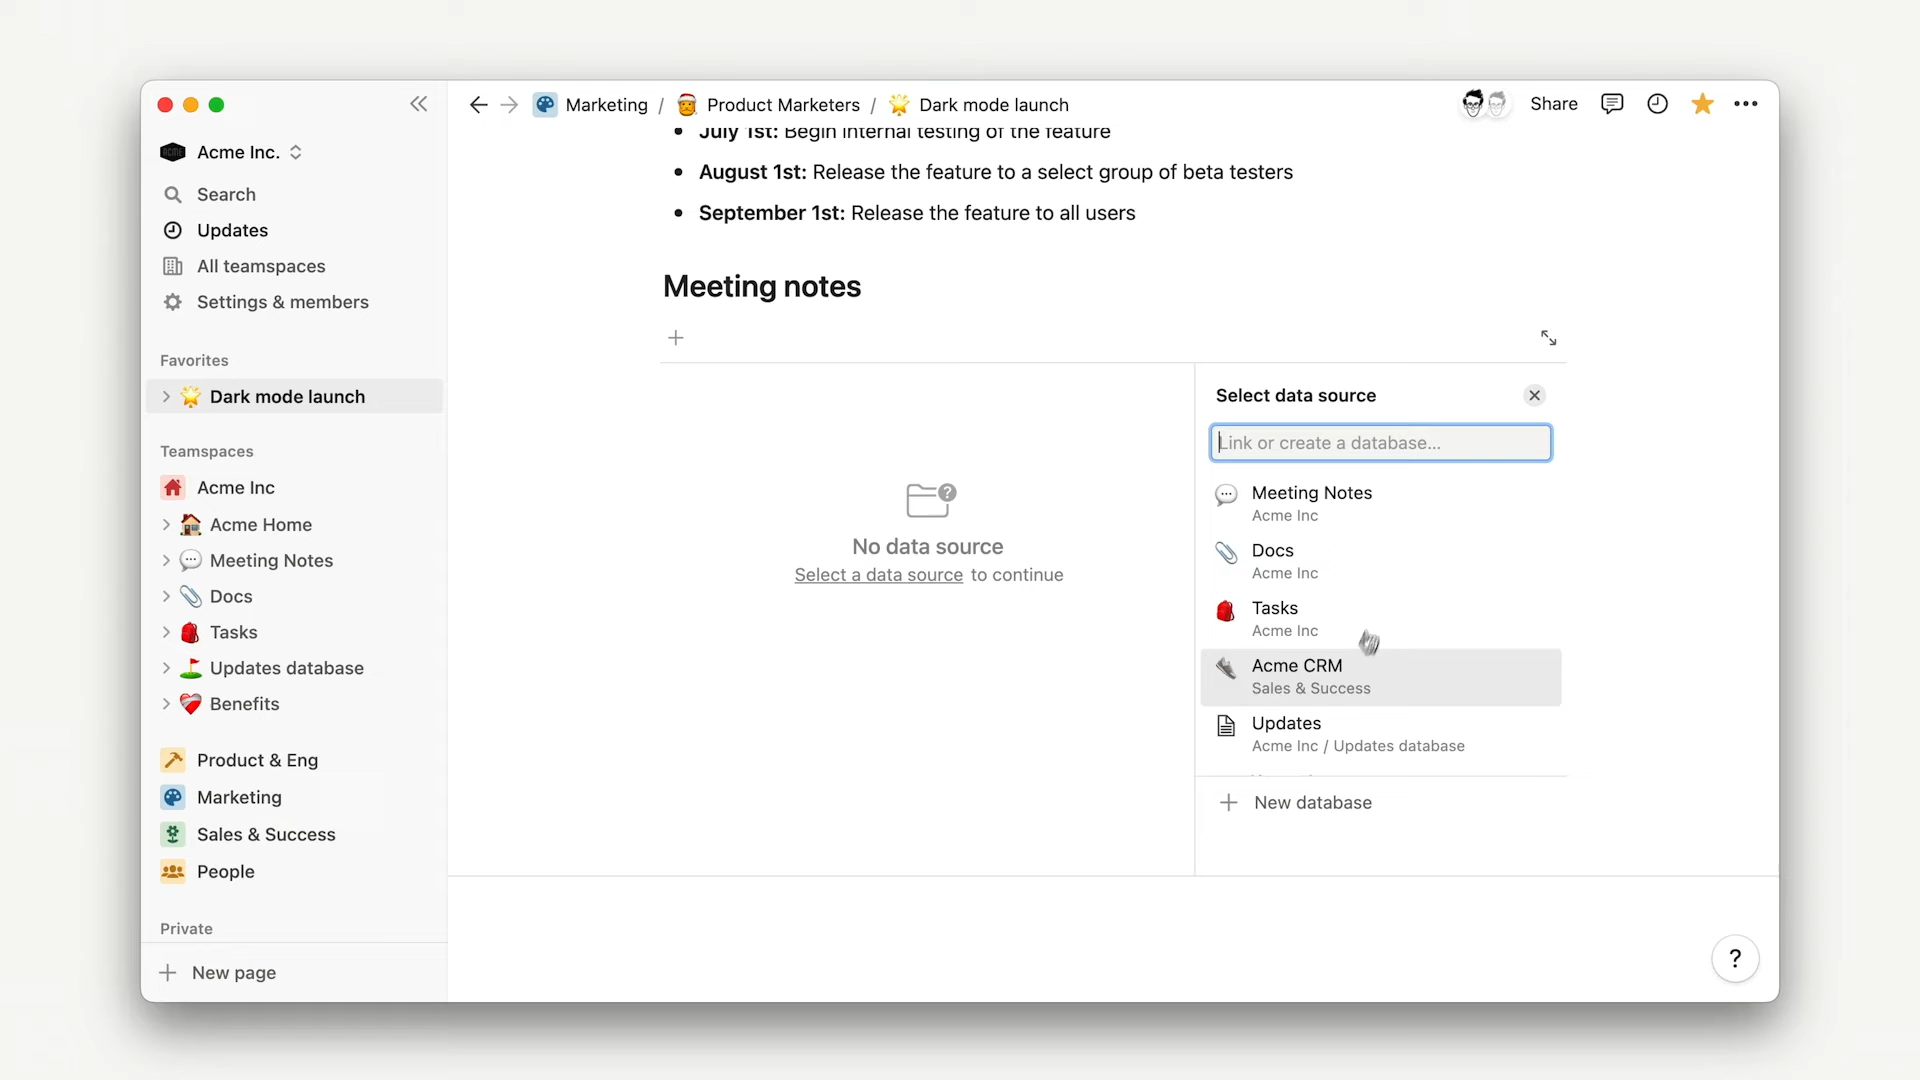 Marketing / Product Marketers / Dark mode launch
Share
Acme Inc.
Search
Updates
All teamspaces
Settings & members
Favorites
Dark mode launch
Teamspaces
Acme Inc
Acme Home
Meeting Notes
Docs
Tasks
Updates database
Benefits
Product & Eng
Marketing
Sales & Success
People
Private
New page
July 1st: Begin internal testing of the feature
August 1st: Release the feature to a select group of beta testers
September 1st: Release the feature to all users
Meeting notes
No data source
Select a data source to continue
Select data source
Link or create a database...
Meeting Notes
Acme Inc
Docs
Acme Inc
Tasks
Acme Inc
Acme CRM
Sales & Success
Updates
Acme Inc / Updates database
New database
?